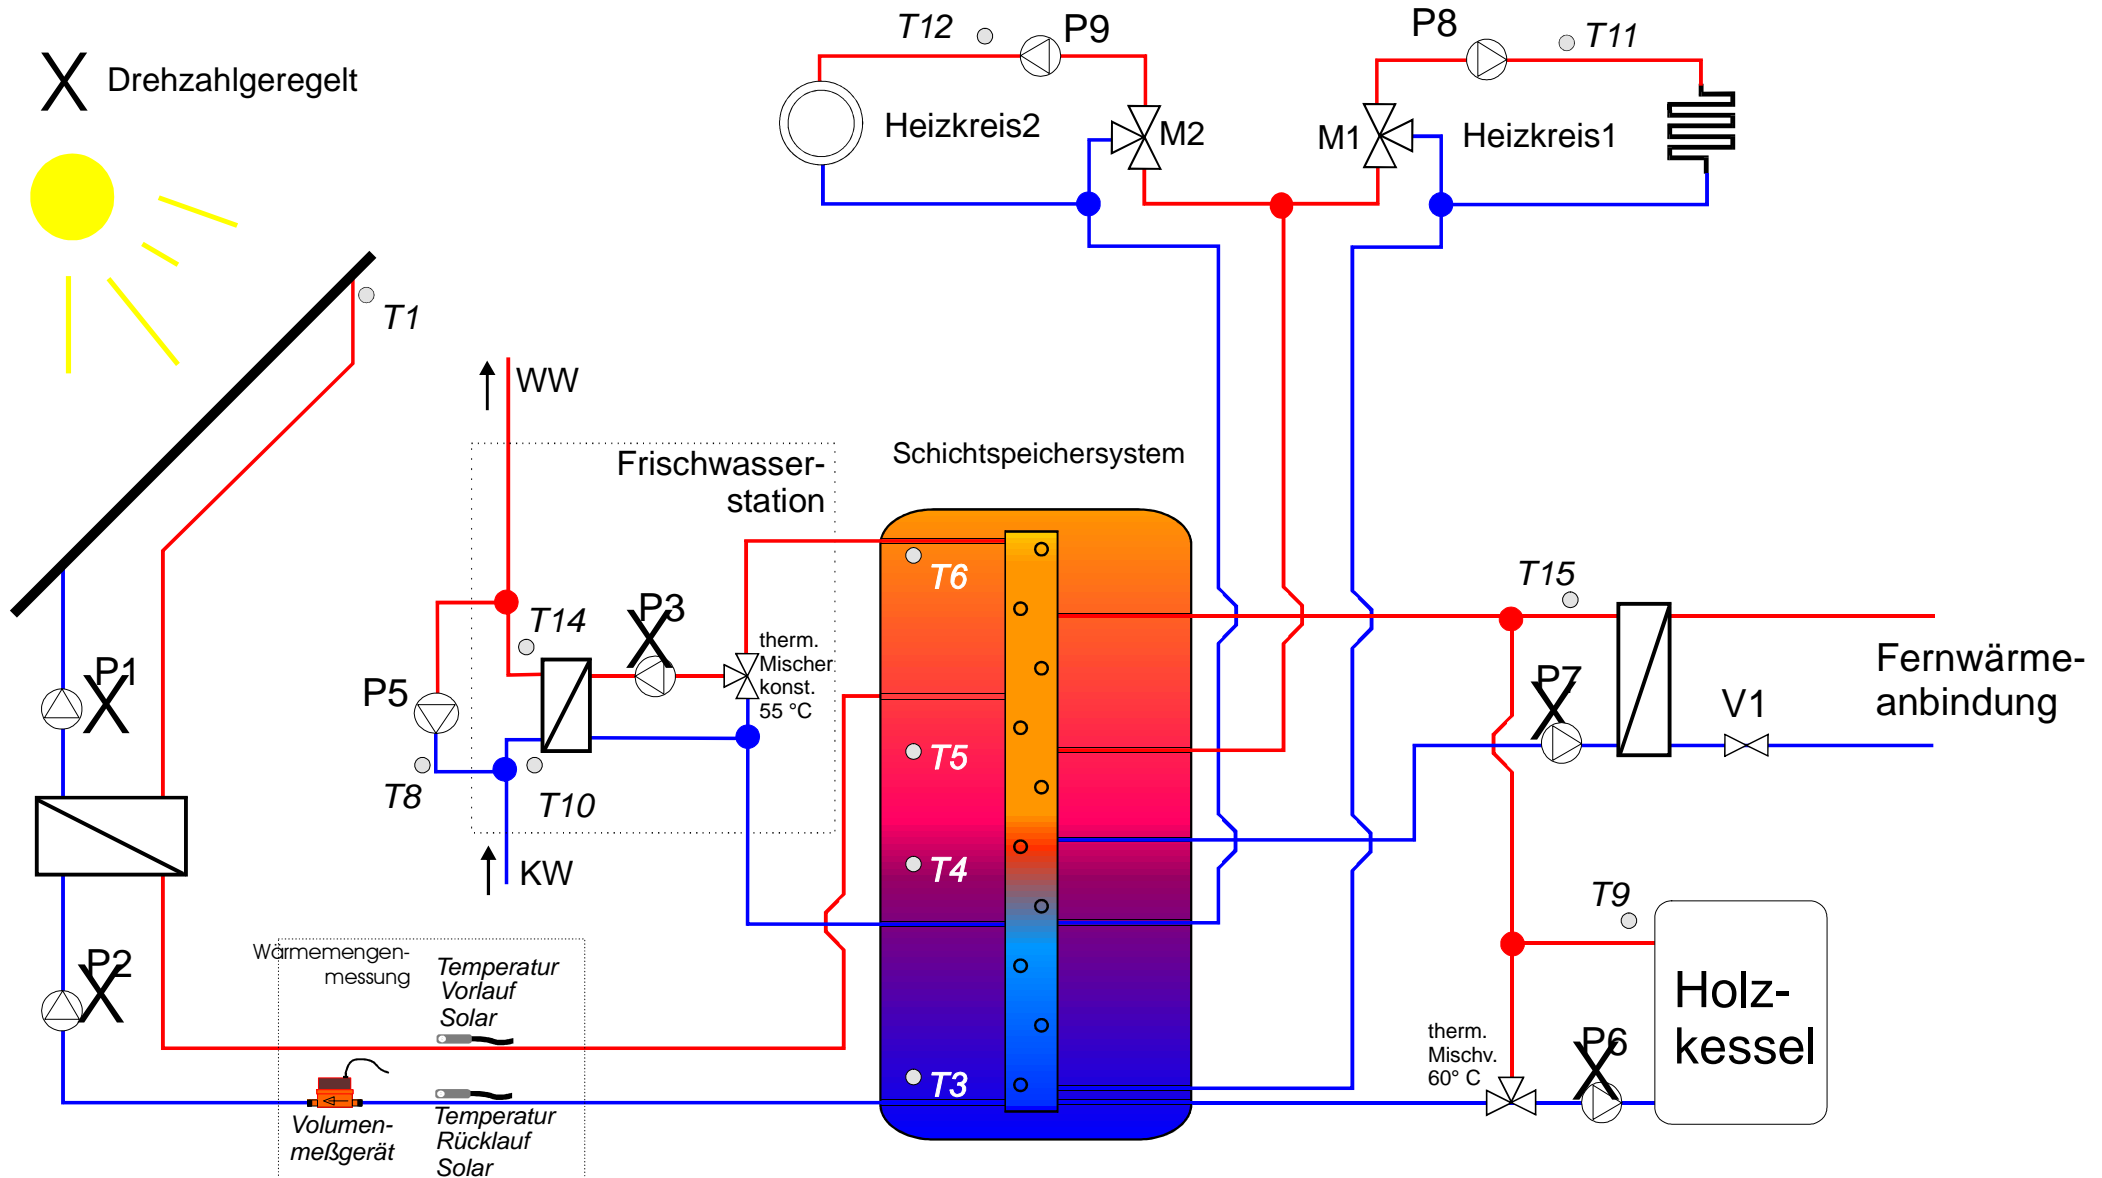 X Drehzahlgeregelt
T12
P9
P8
T11
Heizkreis2
M2
M1
Heizkreis1
T1
WW
Frischwasser-
station
Schichtspeichersystem
T6
T14
P3
therm.
Mischer
konst.
55 °C
P5
T8
T10
KW
P1
P2
T5
T4
T3
T15
P7
V1
Fernwärme-
anbindung
T9
Holz-
kessel
therm.
Mischv.
60° C
P6
Wärmemengen-
messung
Temperatur
Vorlauf
Solar
Volumen-
meßgerät
Temperatur
Rücklauf
Solar